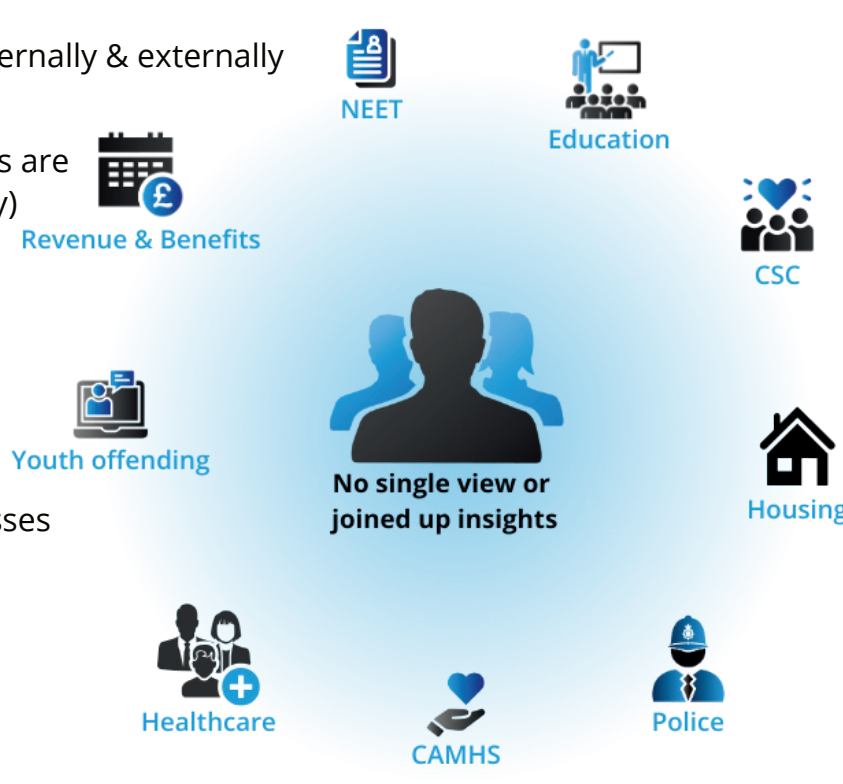 ernally & externally
NEET
Education
s are
y)
Revenue & Benefits
£
CSC
Youth offending
No single view or
joined up insights
Housing
sses
Healthcare
CAMHS
Police